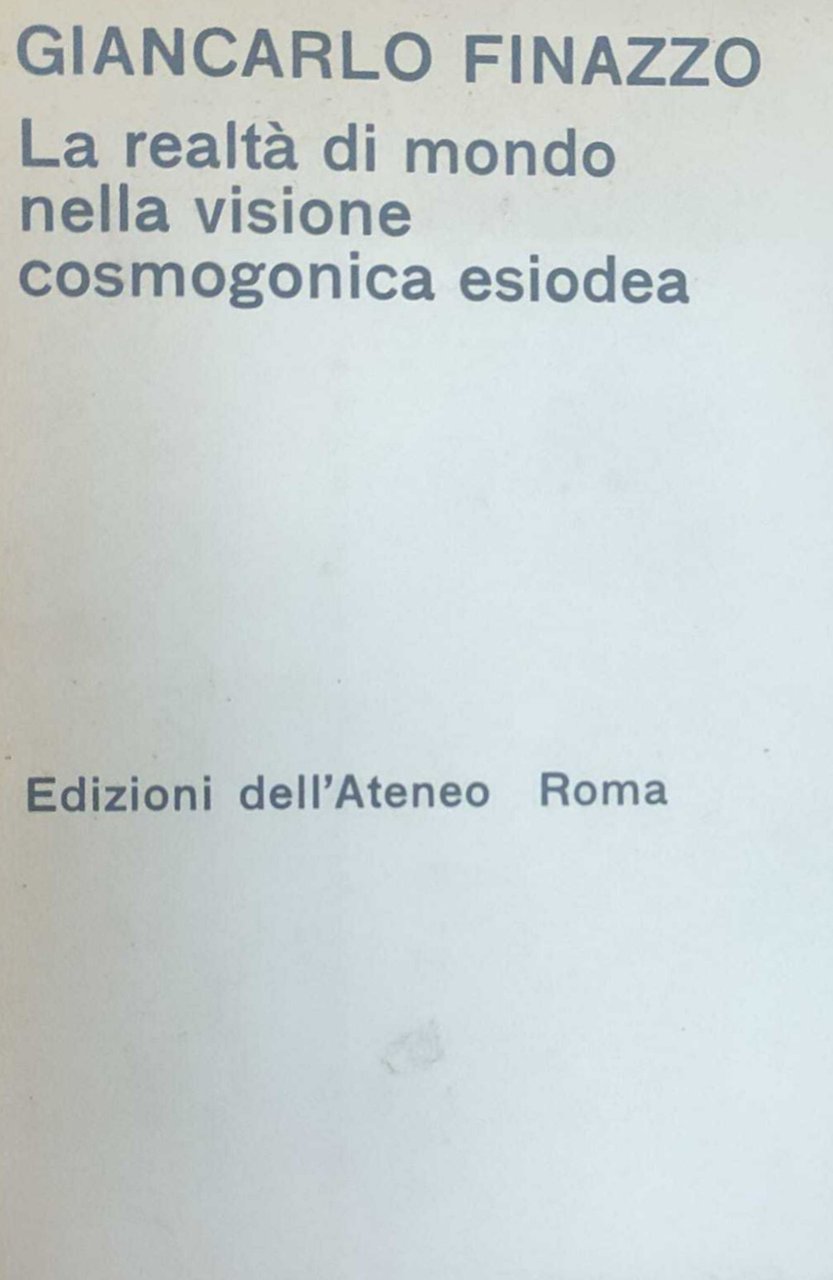 GIANCARLO FINAZZO
La realtà di mondo
nella visione
cosmogonica esiodea
Edizioni dell'Ateneo Roma